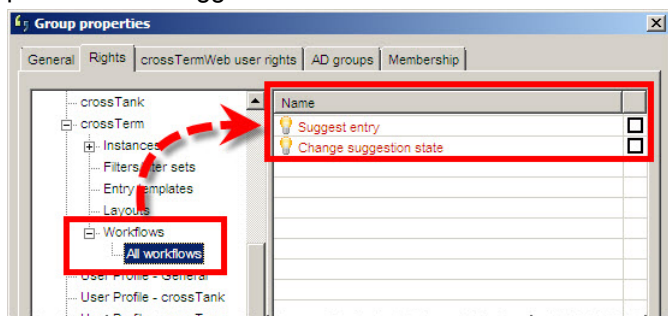 Group properties
General Rights crossTermWeb user rights AD groups Membership
crossTank
crossTerm
Instances
Entry templates
Layouts
Workflows
All workflows
User Profile - General
User Profile - crossTank
Name
Suggest entry
Change suggestion state